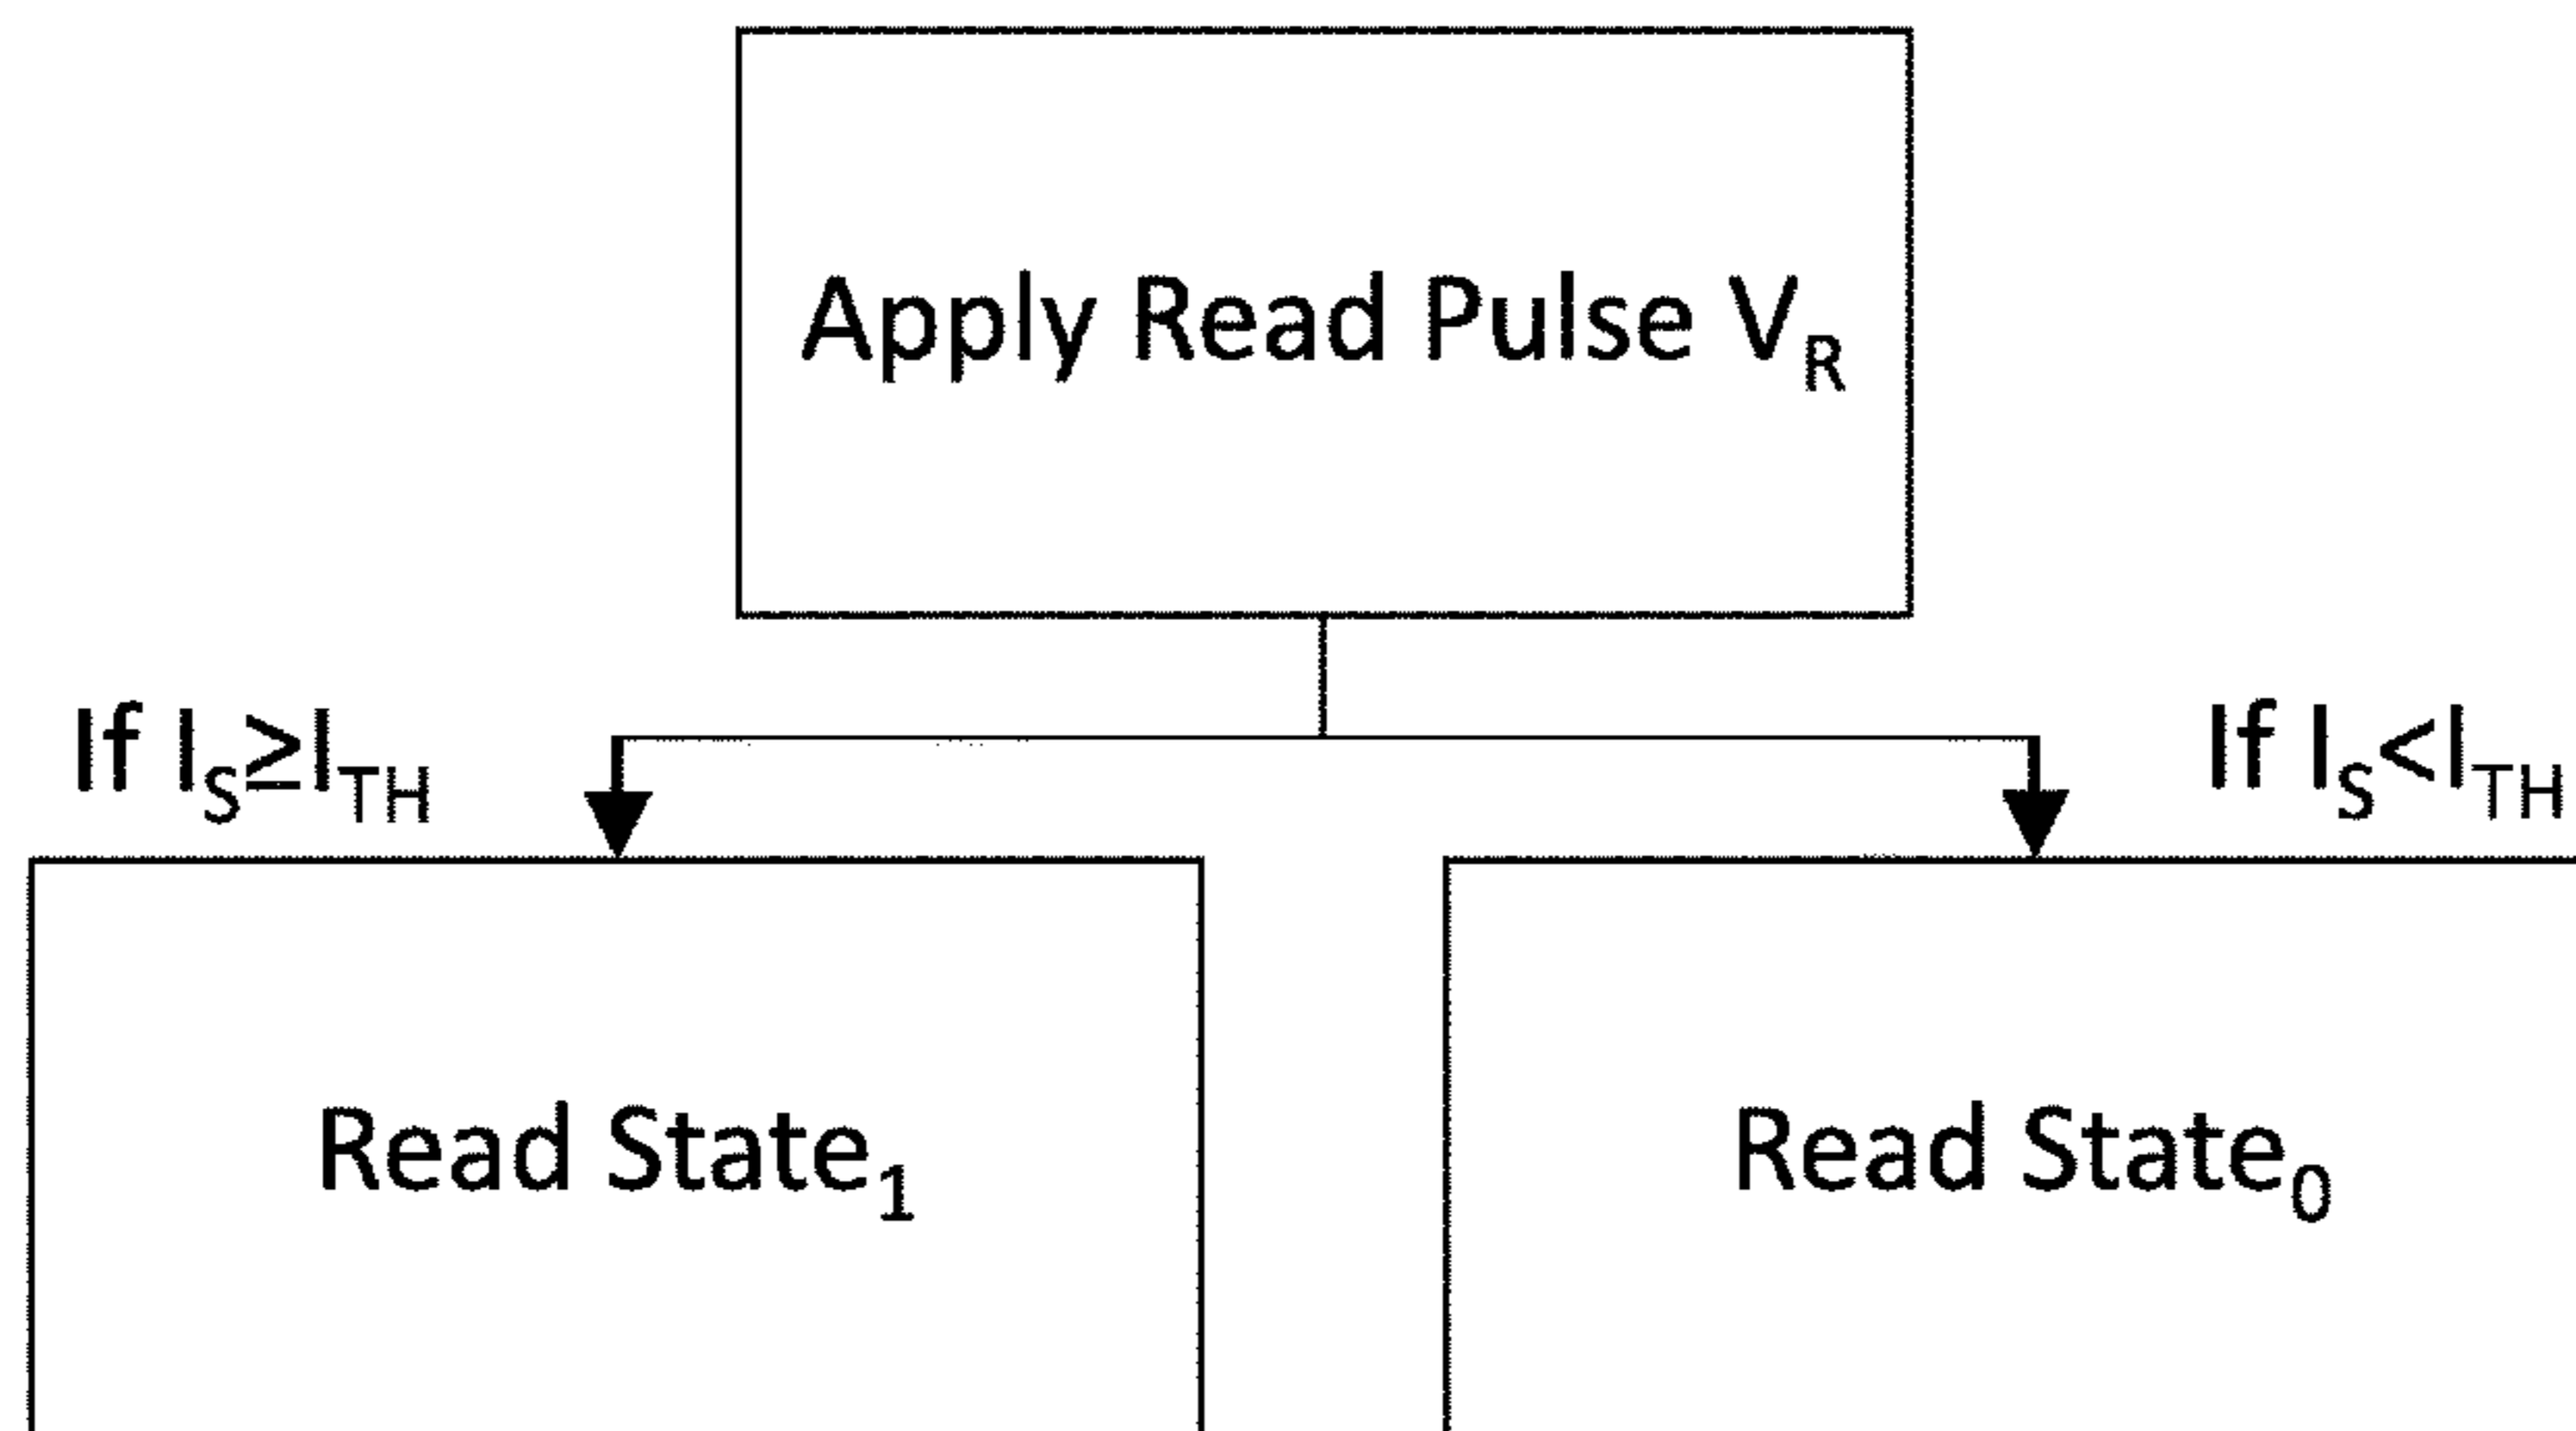 Apply Read Pulse V_R
If I_S≥I_TH
If I_S<I_TH
Read State_1
Read State_0